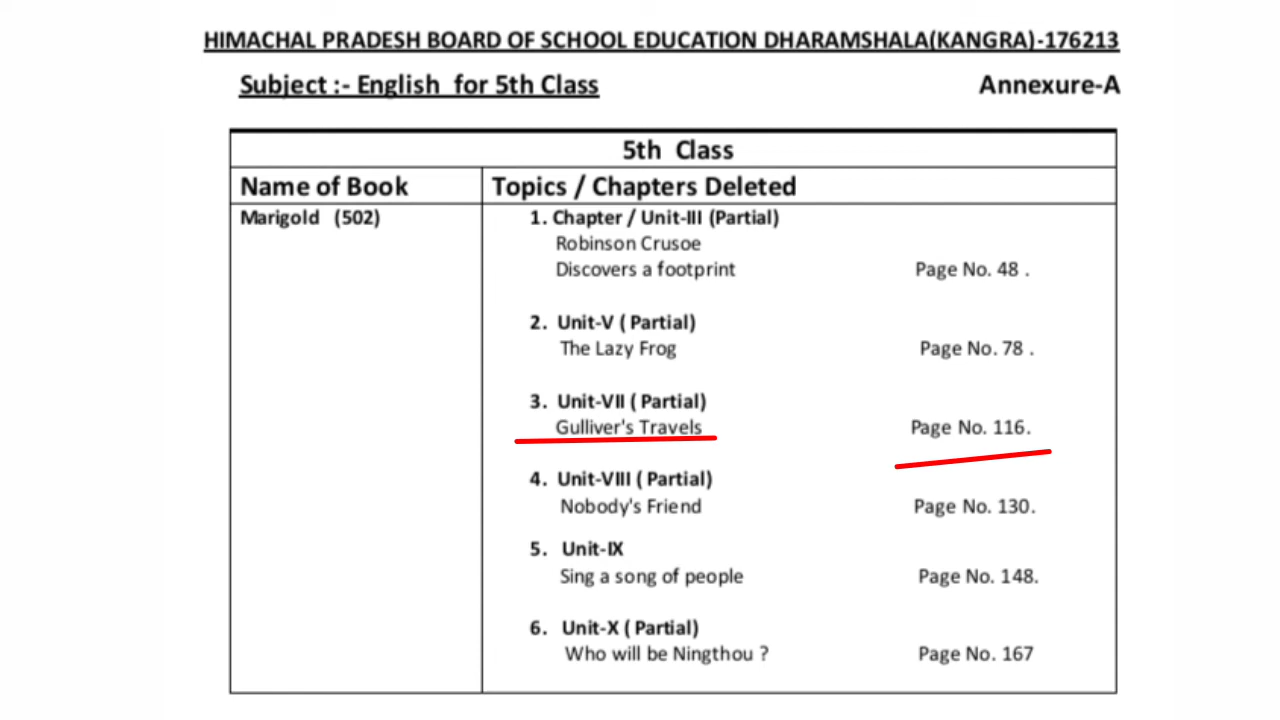 HIMACHAL PRADESH BOARD OF SCHOOL EDUCATION DHARAMSHALA(KANGRA)-176213
Subject :- English for 5th Class Annexure-A
5th Class
Name of Book Topics / Chapters Deleted
Marigold (502) 1. Chapter / Unit-III (Partial)
Robinson Crusoe
Discovers a footprint Page No. 48 .
2. Unit-V ( Partial)
The Lazy Frog Page No. 78 .
3. Unit-VII ( Partial)
Gulliver's Travels Page No. 116.
4. Unit-VIII ( Partial)
Nobody's Friend Page No. 130.
5. Unit-IX
Sing a song of people Page No. 148.
6. Unit-X ( Partial)
Who will be Ningthou ? Page No. 167